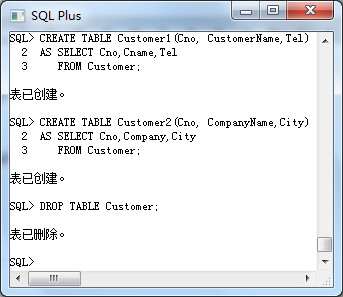 SQL Plus
SQL> CREATE TABLE Customer1(Cno, CustomerName,Tel)
2 AS SELECT Cno,Cname,Tel
3 FROM Customer;
表已创建。
SQL> CREATE TABLE Customer2(Cno, CompanyName,City)
2 AS SELECT Cno,Company,City
3 FROM Customer;
表已创建。
SQL> DROP TABLE Customer;
表已删除。
SQL>